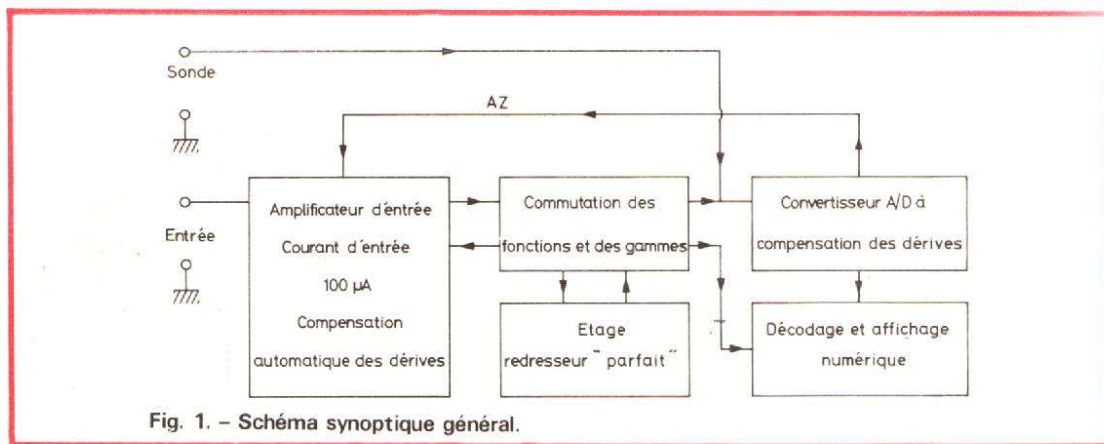 Sonde
AZ
Entrée
Amplificateur d'entrée
Courant d'entrée
100 µA
Compensation
automatique des dérives
Commutation des
fonctions et des gammes
Convertisseur A/D à
compensation des dérives
Etage
redresseur " parfait "
Décodage et affichage
numérique
Fig. 1. – Schéma synoptique général.